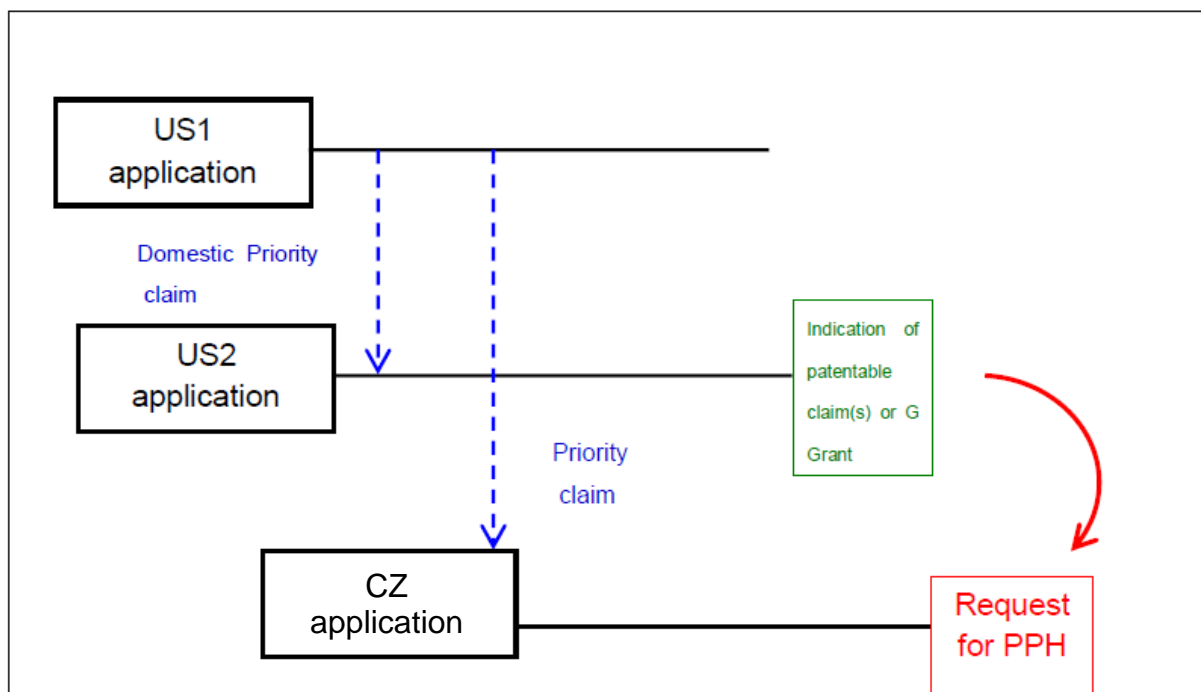 US1
application
Domestic Priority
claim
US2
application
Indication of
patentable
claim(s) or G
Grant
Priority
claim
CZ
application
Request
for PPH